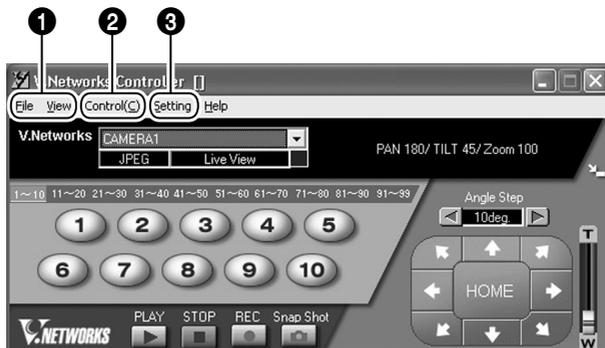 1 2 3
V.Networks Controller []
File View Control(C) Setting Help
V.Networks CAMERA1
JPEG Live View
PAN 180/ TILT 45/ Zoom 100
1~10 11~20 21~30 31~40 41~50 51~60 61~70 71~80 81~90 91~99
Angle Step
10deg.
1 2 3 4 5
6 7 8 9 10
HOME
T
W
PLAY STOP REC Snap Shot
V.NETWORKS